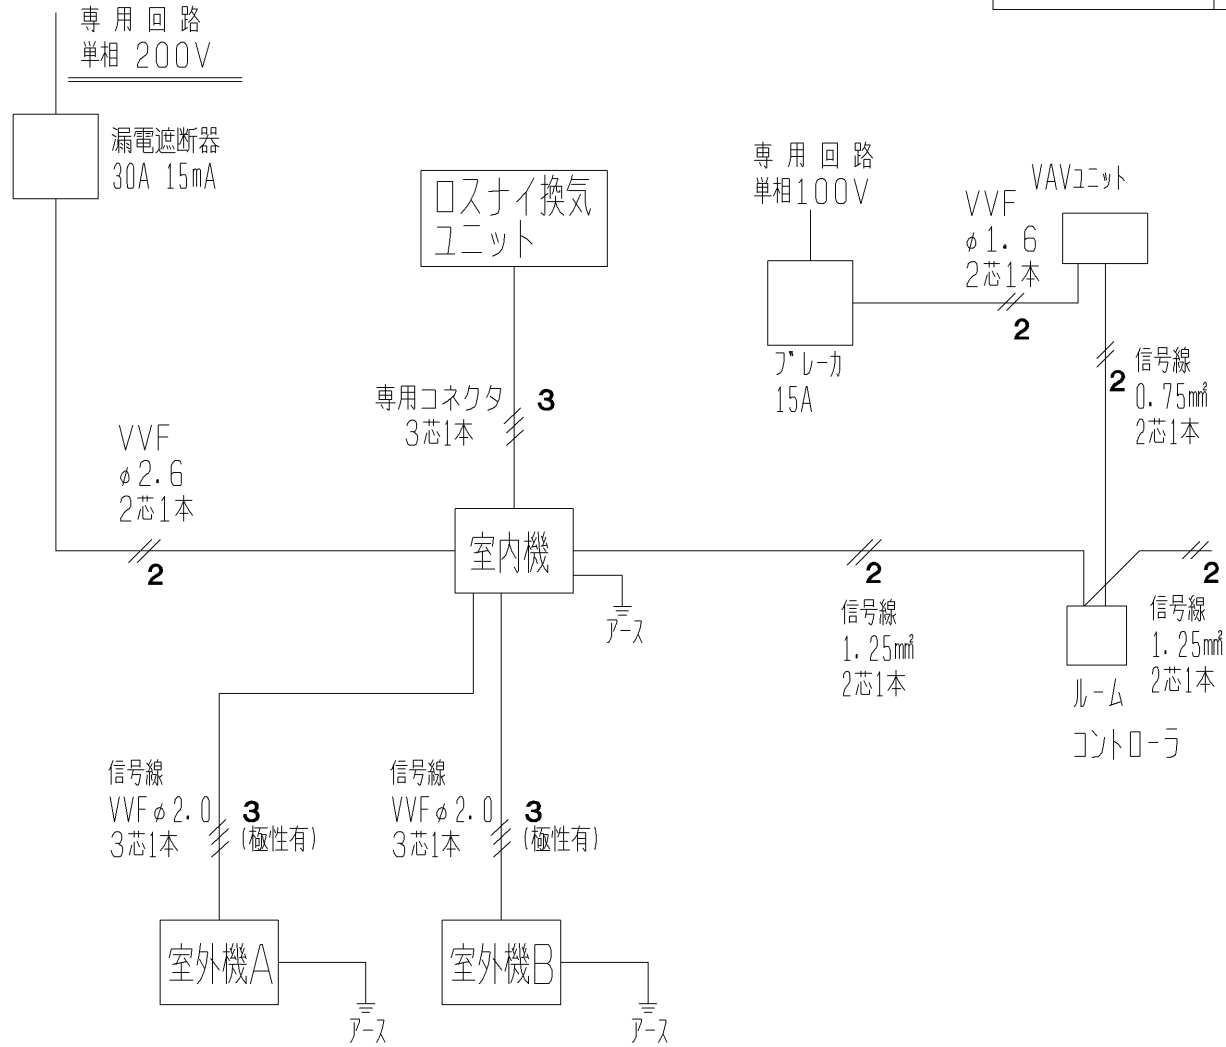 専用回路
単相 200V
漏電遮断器
30A 15mA
ロスナイ換気
ユニット
専用回路
単相100V
VVF
φ1.6
2芯1本
2
VAVユニット
ブレーカ
15A
信号線
0.75mm²
2芯1本
2
専用コネクタ
3芯1本
3
VVF
φ2.6
2芯1本
2
室内機
アース
2
信号線
1.25mm²
2芯1本
2
信号線
1.25mm²
2芯1本
ルーム
コントローラ
信号線
VVFφ2.0
3芯1本
3
(極性有)
信号線
VVFφ2.0
3芯1本
3
(極性有)
室外機A
アース
室外機B
アース